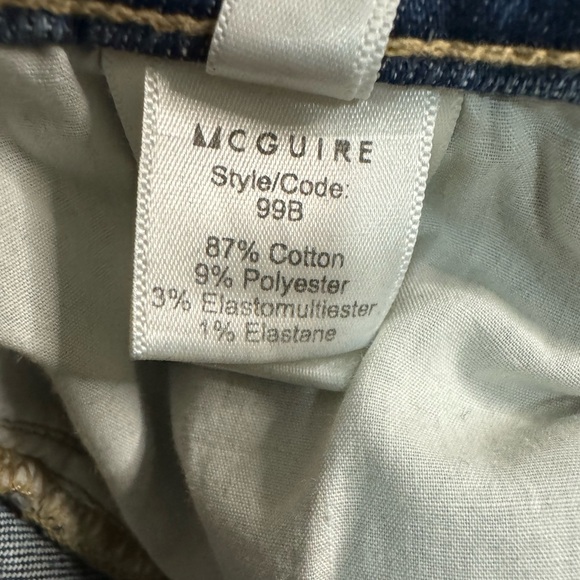 MCGUIRE
Style/Code:
99B
87% Cotton
9% Polyester
3% Elastomultiester
1% Elastane